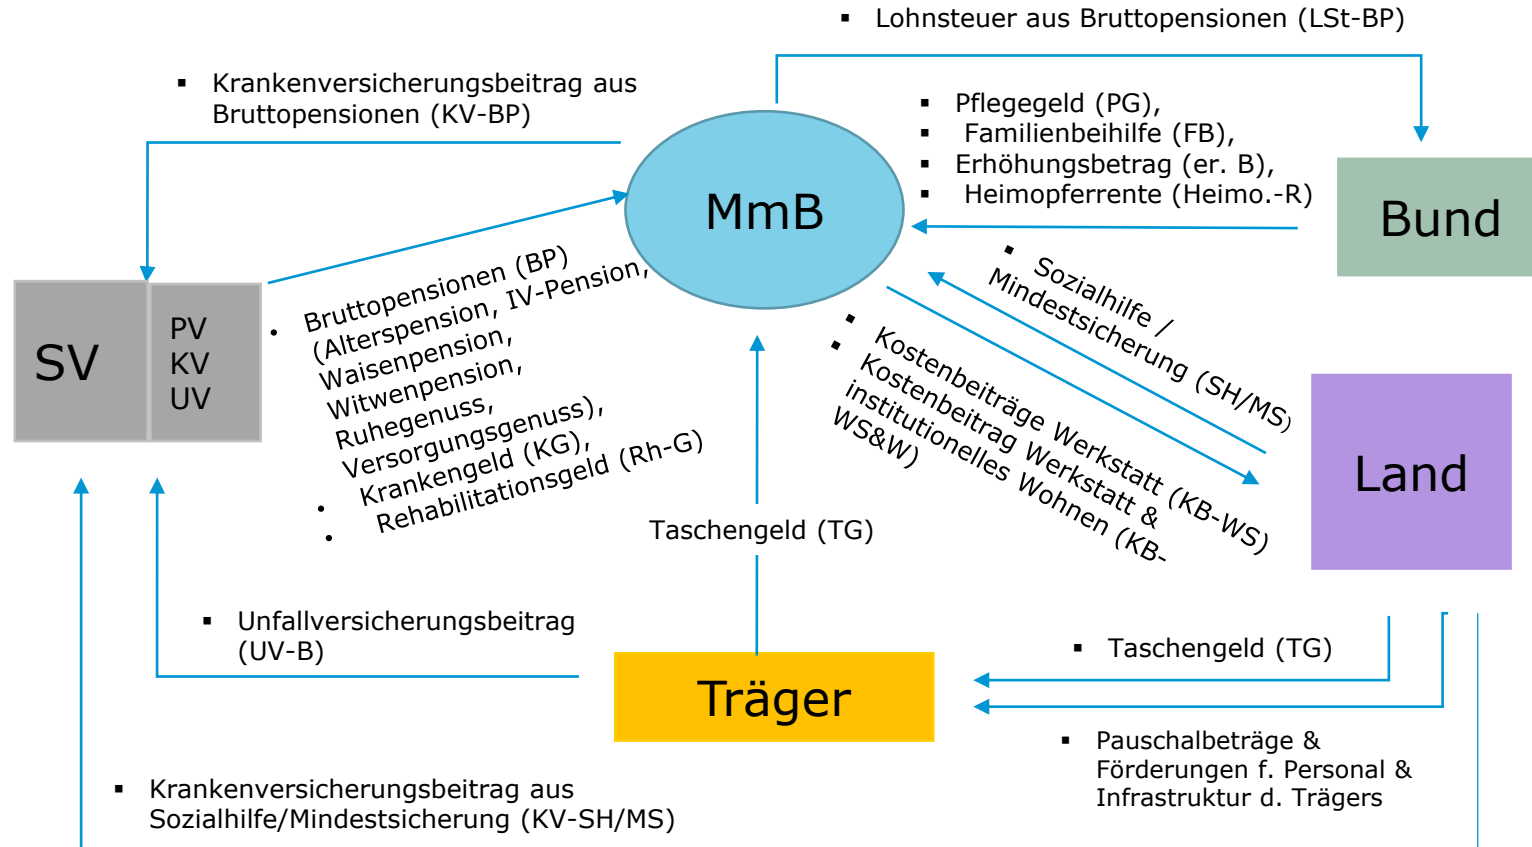 ▪ Lohnsteuer aus Bruttopensionen (LSt-BP)
▪ Krankenversicherungsbeitrag aus
Bruttopensionen (KV-BP)
▪ Pflegegeld (PG),
▪ Familienbeihilfe (FB),
▪ Erhöhungsbetrag (er. B),
▪ Heimopferrente (Heimo.-R)
MmB
Bund
▪ Sozialhilfe /
Mindestsicherung (SH/MS)
SV
PV
KV
UV
• Bruttopensionen (BP)
(Alterspension, IV-Pension,
Waisenpension,
Witwenpension,
Ruhegenuss,
Versorgungsgenuss),
• Krankengeld (KG),
• Rehabilitationsgeld (Rh-G)
▪ Kostenbeiträge Werkstatt (KB-WS)
▪ Kostenbeitrag Werkstatt &
institutionelles Wohnen (KB-
WS&W)
Land
Taschengeld (TG)
▪ Unfallversicherungsbeitrag
(UV-B)
Träger
▪ Taschengeld (TG)
▪ Pauschalbeträge &
Förderungen f. Personal &
Infrastruktur d. Trägers
▪ Krankenversicherungsbeitrag aus
Sozialhilfe/Mindestsicherung (KV-SH/MS)